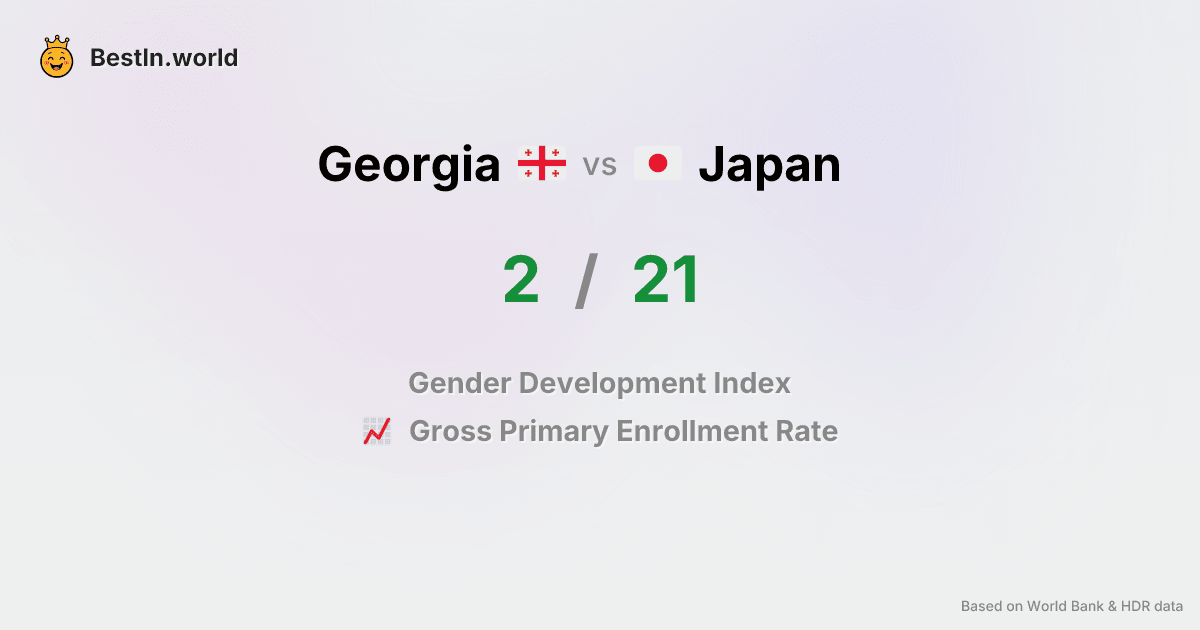 BestIn.world
Georgia vs Japan
2 / 21
Gender Development Index
Gross Primary Enrollment Rate
Based on World Bank & HDR data